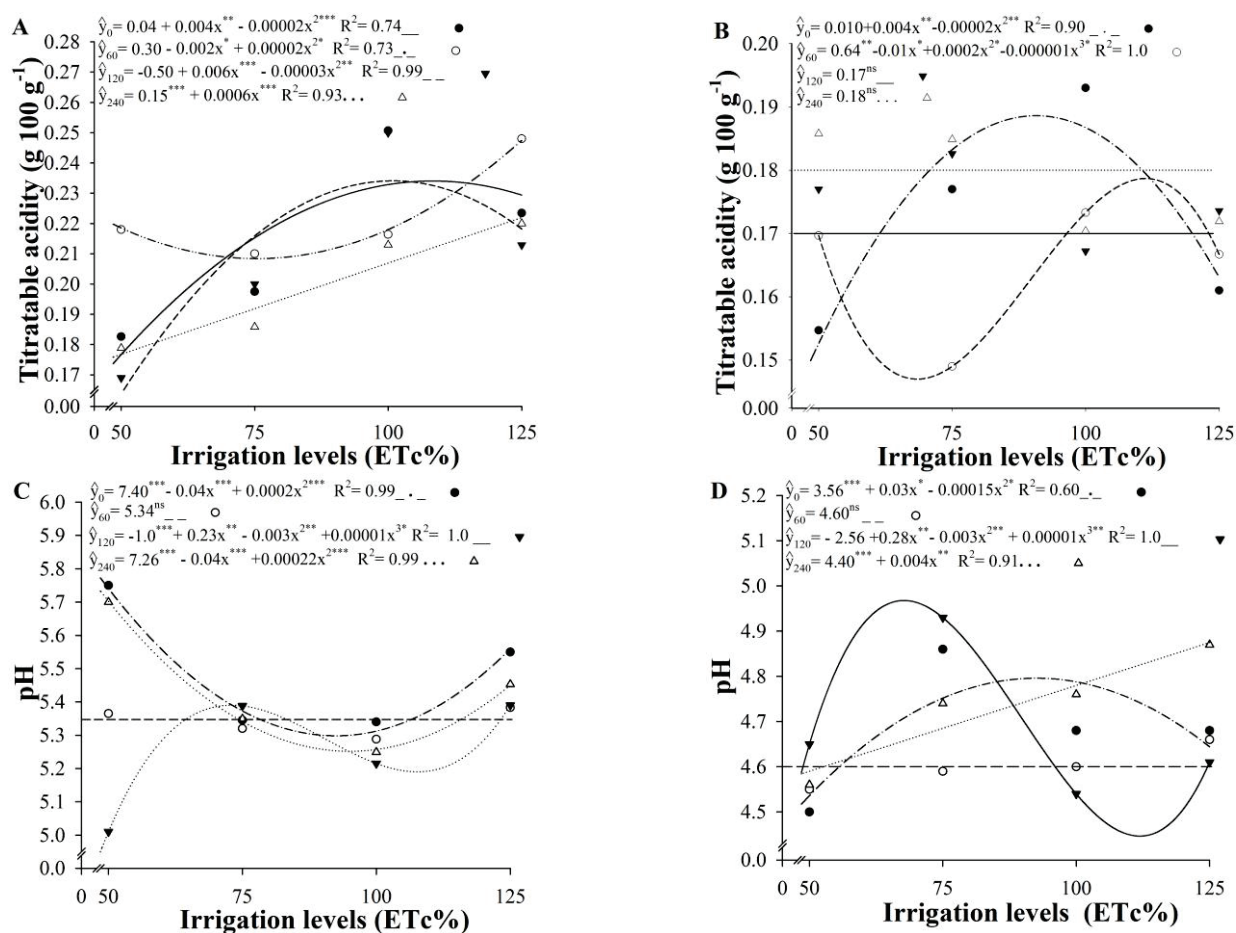 A
ŷ0= 0.04 + 0.004x** - 0.00002x2*** R2= 0.74__
ŷ60= 0.30 - 0.002x* + 0.00002x2* R2= 0.73_._
ŷ120= -0.50 + 0.006x*** - 0.00003x2** R2= 0.99_ _
ŷ240= 0.15*** + 0.0006x*** R2= 0.93...
Titratable acidity (g 100 g-1)
0.28
0.27
0.26
0.25
0.24
0.23
0.22
0.21
0.20
0.19
0.18
0.17
0.00
0 50 75 100 125
Irrigation levels (ETc%)
B
ŷ0= 0.010+0.004x** -0.00002x2** R2= 0.90_ . _
ŷ60= 0.64**-0.01x*+0.0002x2*-0.000001x3* R2= 1.0
ŷ120= 0.17ns__
ŷ240= 0.18ns...
Titratable acidity (g 100 g-1)
0.20
0.19
0.18
0.17
0.16
0.15
0.00
0 50 75 100 125
Irrigation levels (ETc%)
C
ŷ0= 7.40*** - 0.04x*** + 0.0002x2*** R2= 0.99_ . _
ŷ60= 5.34ns_ _
ŷ120= -1.0*** + 0.23x** - 0.003x2** +0.00001x3* R2= 1.0__
ŷ240= 7.26*** - 0.04x*** +0.00022x2*** R2= 0.99 ...
pH
6.0
5.9
5.8
5.7
5.6
5.5
5.4
5.3
5.2
5.1
5.0
0.0
0 50 75 100 125
Irrigation levels (ETc%)
D
ŷ0= 3.56*** + 0.03x* - 0.00015x2* R2= 0.60_._
ŷ60= 4.60ns_ _
ŷ120= - 2.56 +0.28x** - 0.003x2** + 0.00001x3** R2= 1.0__
ŷ240= 4.40*** + 0.004x** R2= 0.91...
pH
5.2
5.1
5.0
4.9
4.8
4.7
4.6
4.5
0.0
0 50 75 100 125
Irrigation levels (ETc%)